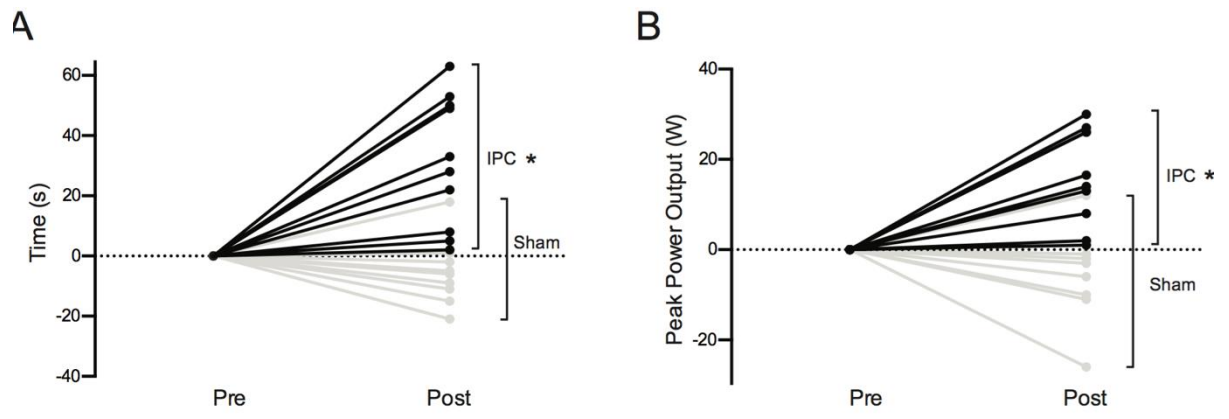 A
Time (s)
60
40
20
0
-20
-40
Pre
Post
IPC *
Sham
B
Peak Power Output (W)
40
20
0
-20
Pre
Post
IPC *
Sham